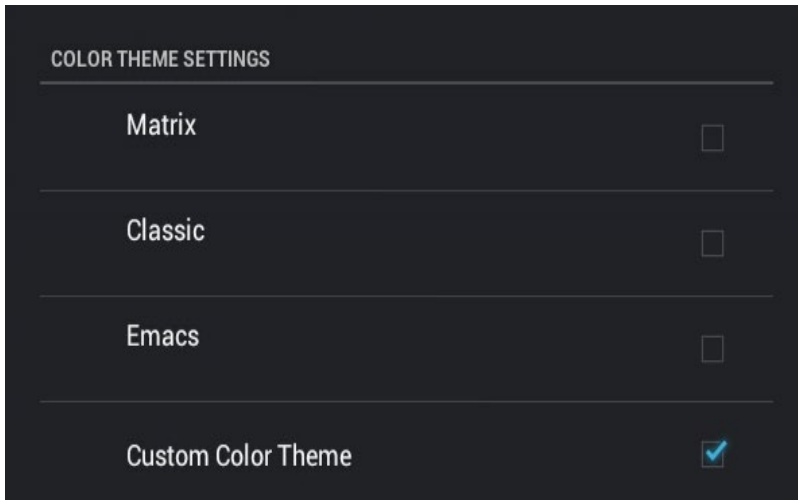 COLOR THEME SETTINGS
Matrix
Classic
Emacs
Custom Color Theme